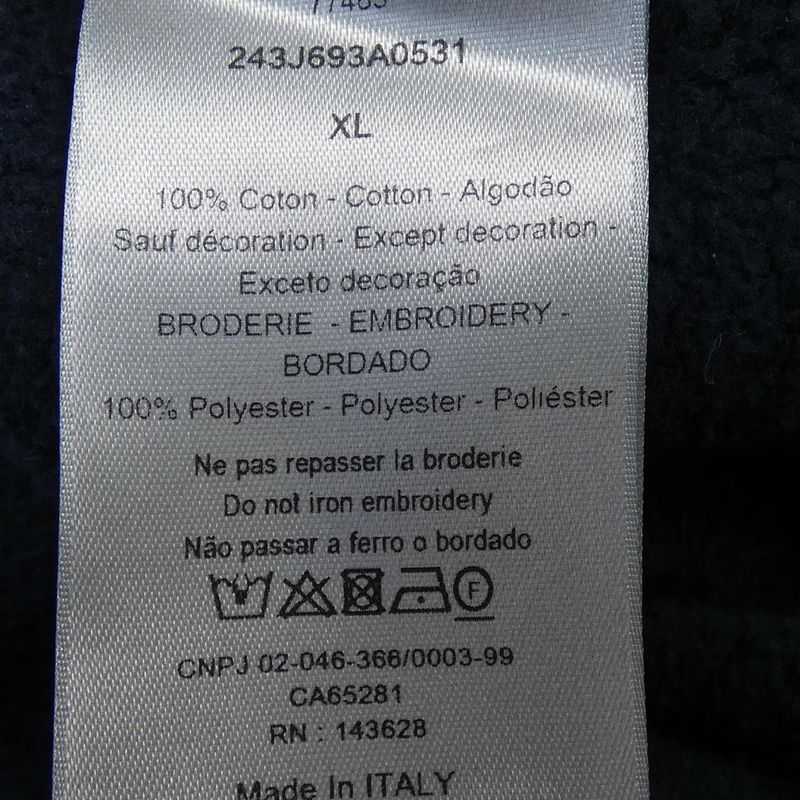 243J693A0531
XL
100% Coton - Cotton - Algodão
Sauf décoration - Except decoration -
Exceto decoração
BRODERIE - EMBROIDERY -
BORDADO
100% Polyester - Polyester - Poliéster
Ne pas repasser la broderie
Do not iron embroidery
Não passar a ferro o bordado
F
CNPJ 02-046-366/0003-99
CA65281
RN : 143628
Made In ITALY